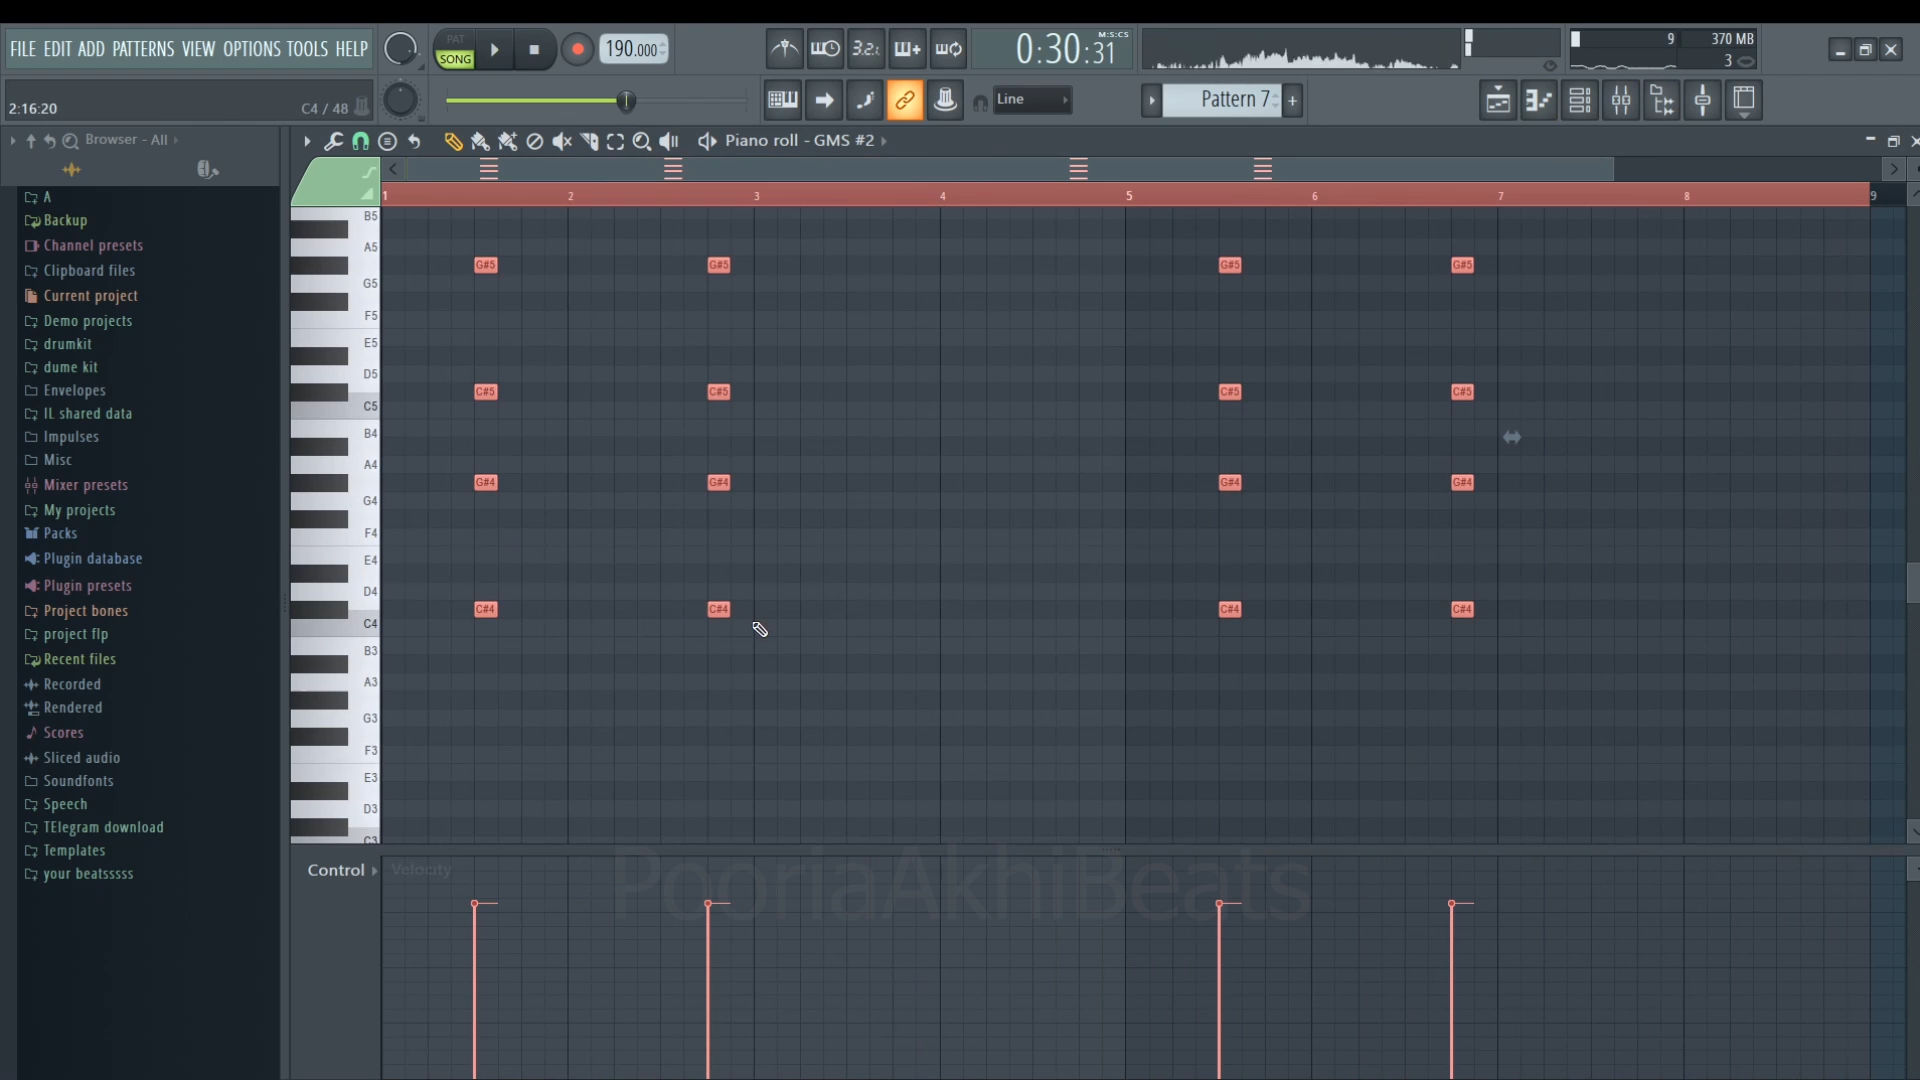 FILE EDIT ADD PATTERNS VIEW OPTIONS TOOLS HELP
PAT
SONG
190.000
3.2.
M:S:CS
0:30:31
9
370 MB
3
2:16:20
C4 / 48
Line
Pattern 7
+
Browser - All
Piano roll - GMS #2
1 2 3 4 5 6 7 8 9
A
Backup
Channel presets
Clipboard files
Current project
Demo projects
drumkit
dume kit
Envelopes
IL shared data
Impulses
Misc
Mixer presets
My projects
Packs
Plugin database
Plugin presets
Project bones
project flp
Recent files
Recorded
Rendered
Scores
Sliced audio
Soundfonts
Speech
TElegram download
Templates
your beatsssss
B5
A5
G#5 G#5 G#5 G#5
G5
F5
E5
D5
C#5 C#5 C#5 C#5
C5
B4
A4
G#4 G#4 G#4 G#4
G4
F4
E4
D4
C#4 C#4 C#4 C#4
C4
B3
A3
G3
F3
E3
D3
C3
Control
Velocity
PooriaAkhiBeats